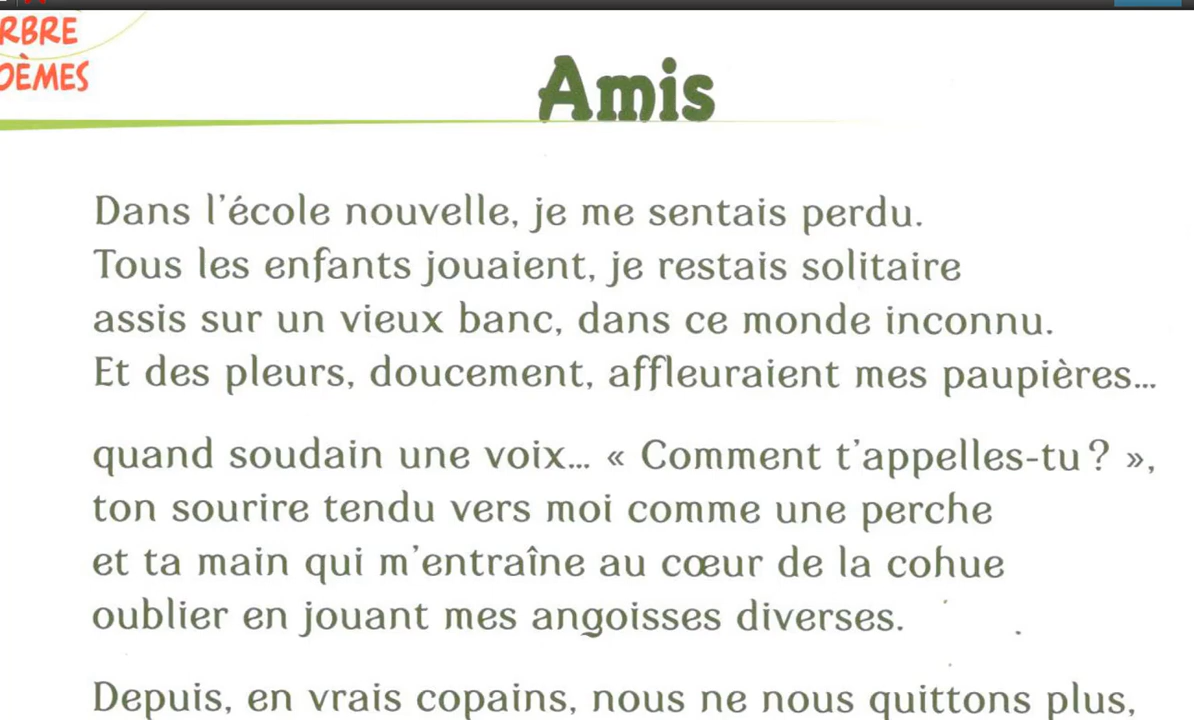 RBRE
OÈMES
Amis
Dans l'école nouvelle, je me sentais perdu.
Tous les enfants jouaient, je restais solitaire
assis sur un vieux banc, dans ce monde inconnu.
Et des pleurs, doucement, affleuraient mes paupières...
quand soudain une voix... « Comment t'appelles-tu ? »,
ton sourire tendu vers moi comme une perche
et ta main qui m'entraîne au cœur de la cohue
oublier en jouant mes angoisses diverses.
Depuis, en vrais copains, nous ne nous quittons plus,